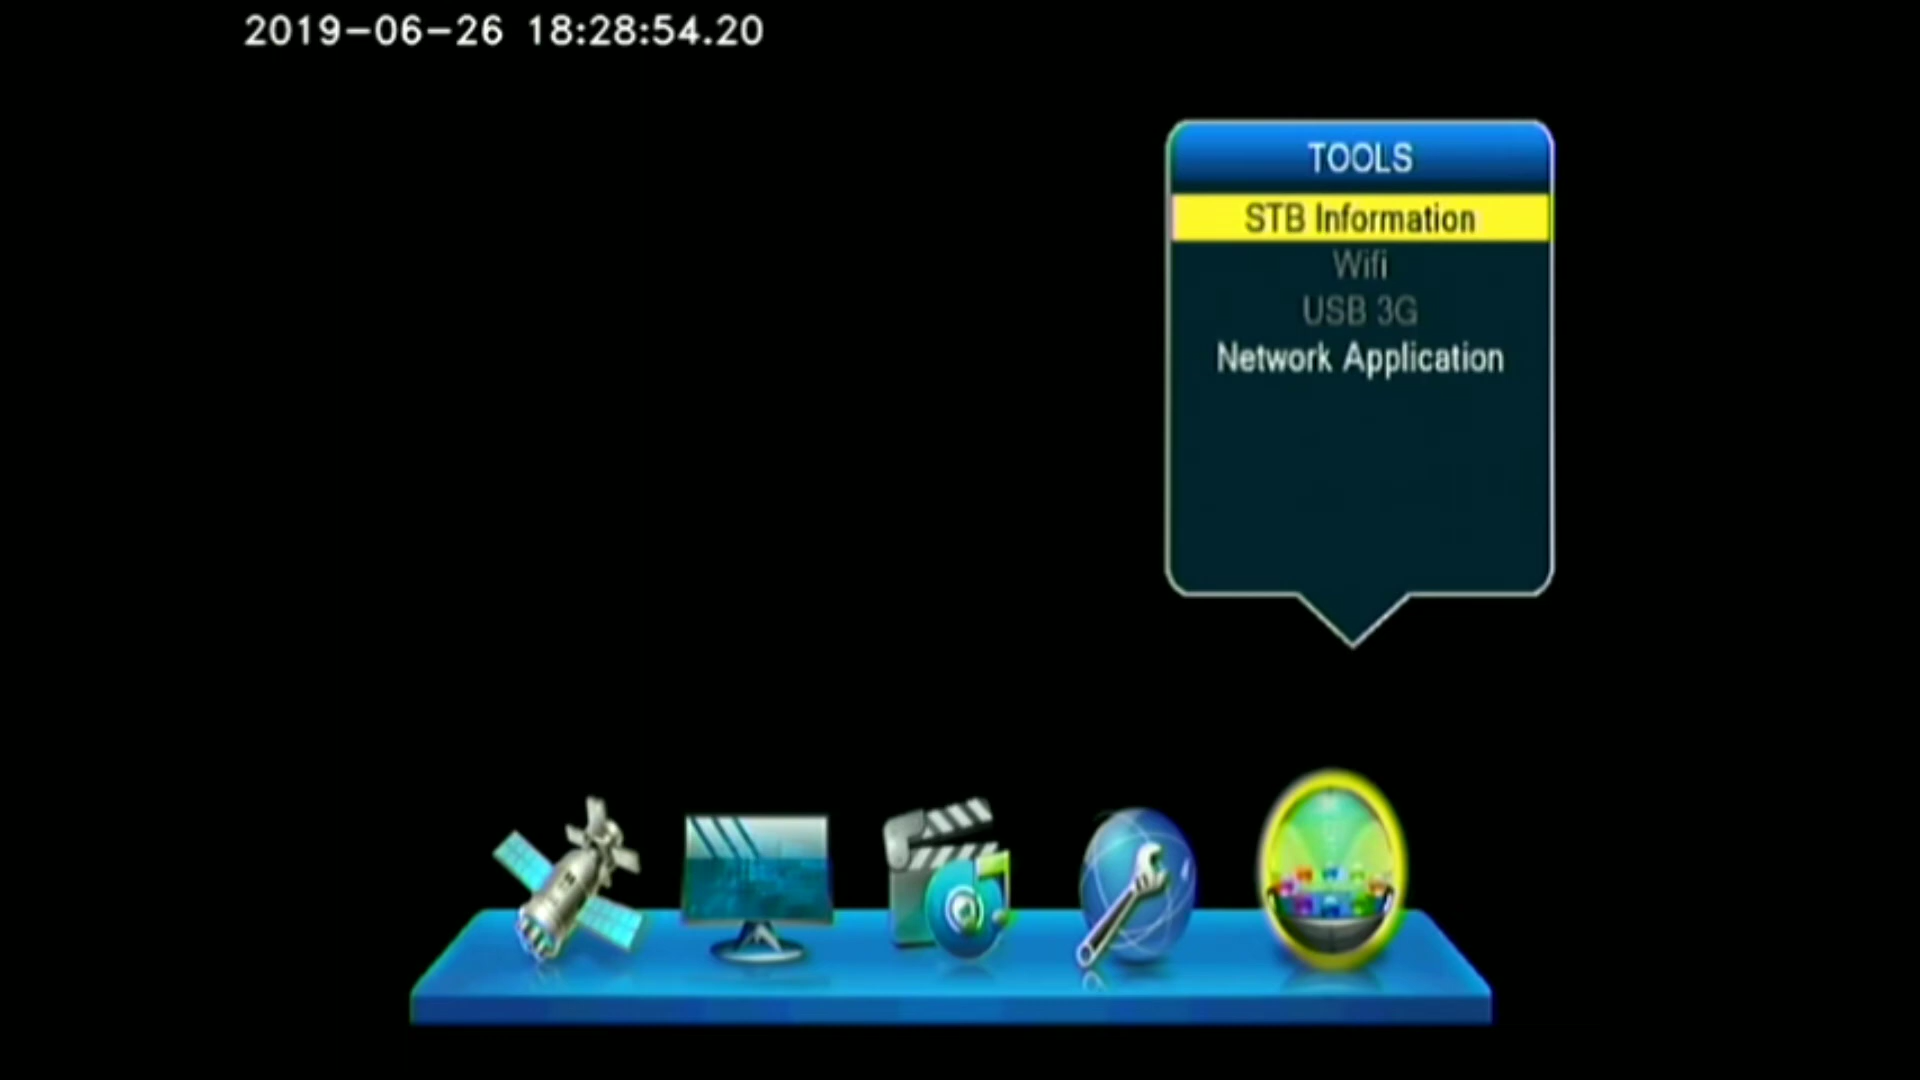 2019-06-26 18:28:54.20
TOOLS
STB Information
Wifi
USB 3G
Network Application